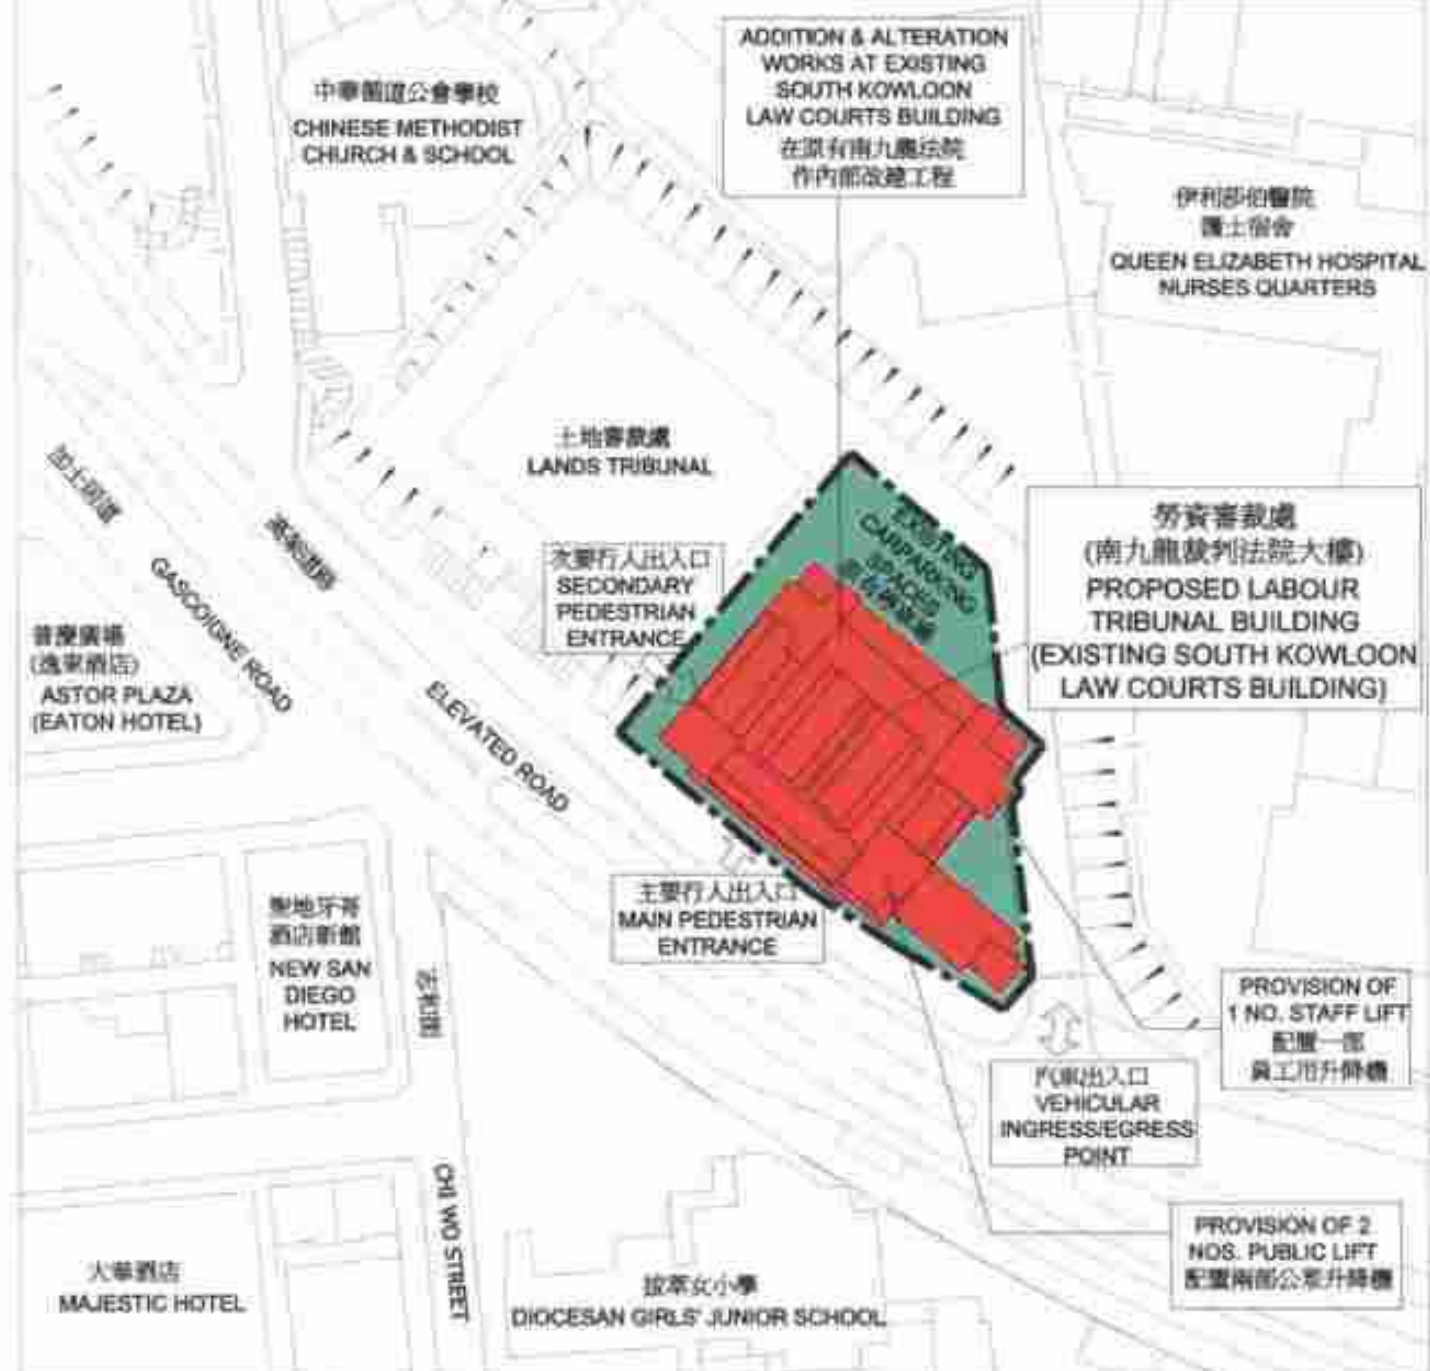 ADDITION & ALTERATION
WORKS AT EXISTING
SOUTH KOWLOON
LAW COURTS BUILDING
在原有南九龍法院
作內部改建工程
中華循道公會學校
CHINESE METHODIST
CHURCH & SCHOOL
伊利莎伯醫院
護士宿舍
QUEEN ELIZABETH HOSPITAL
NURSES QUARTERS
土地審裁處
LANDS TRIBUNAL
加士居道
GASCOIGNE ROAD
高架道路
ELEVATED ROAD
次要行人出入口
SECONDARY
PEDESTRIAN
ENTRANCE
EXISTING
CARPARKING
SPACES
勞資審裁處
(南九龍裁判法院大樓)
PROPOSED LABOUR
TRIBUNAL BUILDING
(EXISTING SOUTH KOWLOON
LAW COURTS BUILDING)
普慶廣場
(逸東酒店)
ASTOR PLAZA
(EATON HOTEL)
主要行人出入口
MAIN PEDESTRIAN
ENTRANCE
聖地牙哥
酒店新館
NEW SAN
DIEGO
HOTEL
志和街
CHI WO STREET
PROVISION OF
1 NO. STAFF LIFT
配置一部
員工用升降機
汽車出入口
VEHICULAR
INGRESS/EGRESS
POINT
PROVISION OF 2
NOS. PUBLIC LIFT
配置兩部公眾升降機
大華酒店
MAJESTIC HOTEL
拔萃女小學
DIOCESAN GIRLS' JUNIOR SCHOOL